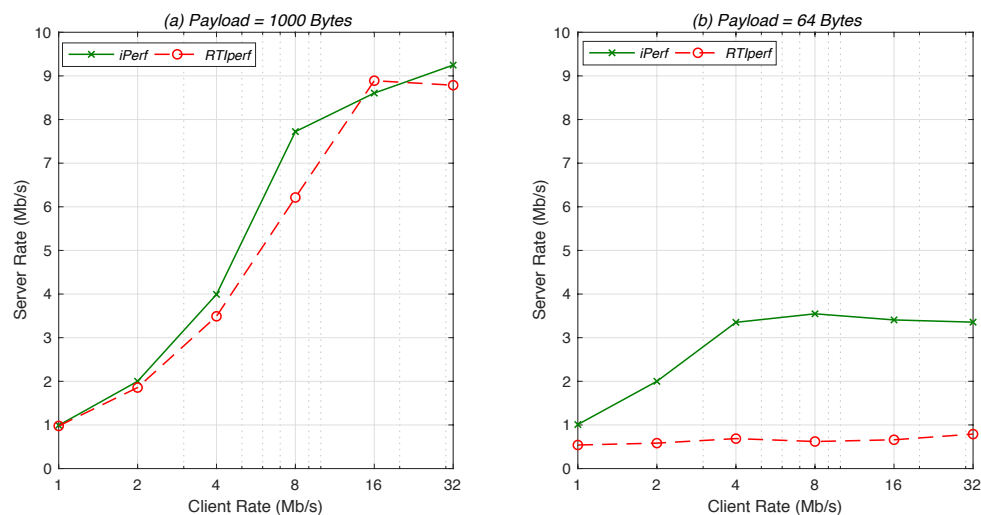 (a) Payload = 1000 Bytes
iPerf RTIperf
Server Rate (Mb/s)
10
9
8
7
6
5
4
3
2
1
0
1 2 4 8 16 32
Client Rate (Mb/s)
(b) Payload = 64 Bytes
iPerf RTIperf
Server Rate (Mb/s)
10
9
8
7
6
5
4
3
2
1
0
1 2 4 8 16 32
Client Rate (Mb/s)